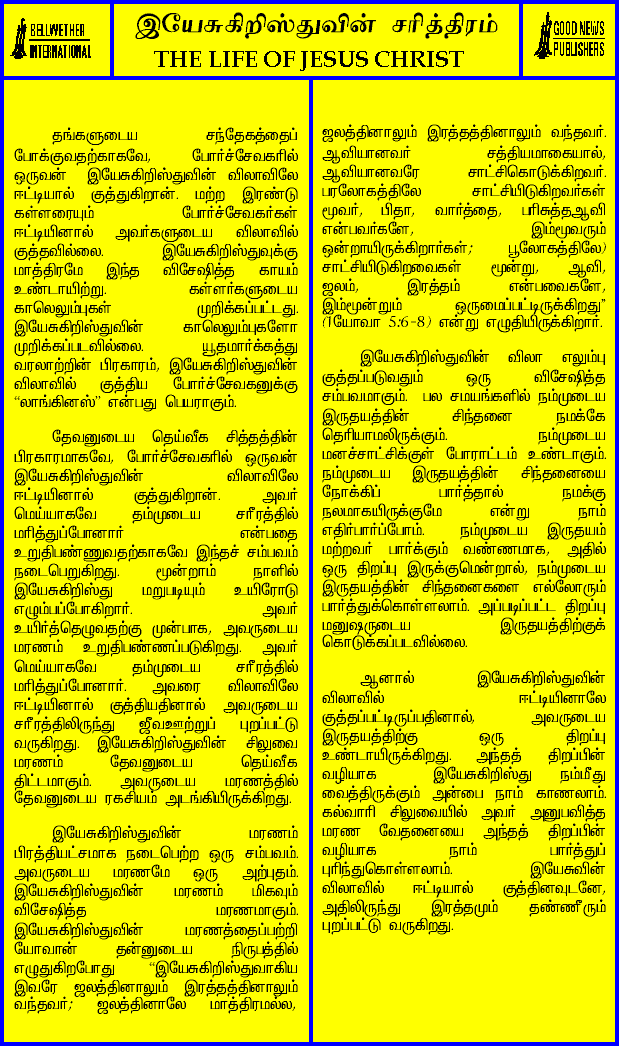 BELLWETHER
INTERNATIONAL
இயேசுகிறிஸ்துவின் சரித்திரம்
THE LIFE OF JESUS CHRIST
GOOD NEWS
PUBLISHERS
தங்களுடைய சந்தேகத்தைப்
போக்குவதற்காகவே, போர்ச்சேவகரில்
ஒருவன் இயேசுகிறிஸ்துவின் விலாவிலே
ஈட்டியால் குத்துகிறான். மற்ற இரண்டு
கள்ளரையும் போர்ச்சேவகர்கள்
ஈட்டியினால் அவர்களுடைய விலாவில்
குத்தவில்லை. இயேசுகிறிஸ்துவுக்கு
மாத்திரமே இந்த விசேஷித்த காயம்
உண்டாயிற்று. கள்ளர்களுடைய
காலெலும்புகள் முறிக்கப்பட்டது.
இயேசுகிறிஸ்துவின் காலெலும்புகளோ
முறிக்கப்படவில்லை. யூதமார்க்கத்து
வரலாற்றின் பிரகாரம், இயேசுகிறிஸ்துவின்
விலாவில் குத்திய போர்ச்சேவகனுக்கு
“லாங்கினஸ்” என்பது பெயராகும்.
தேவனுடைய தெய்வீக சித்தத்தின்
பிரகாரமாகவே, போர்ச்சேவகரில் ஒருவன்
இயேசுகிறிஸ்துவின் விலாவிலே
ஈட்டியினால் குத்துகிறான். அவர்
மெய்யாகவே தம்முடைய சரீரத்தில்
மரித்துப்போனார் என்பதை
உறுதிபண்ணுவதற்காகவே இந்தச் சம்பவம்
நடைபெறுகிறது. மூன்றாம் நாளில்
இயேசுகிறிஸ்து மறுபடியும் உயிரோடு
எழும்பப்போகிறார். அவர்
உயிர்த்தெழுவதற்கு முன்பாக, அவருடைய
மரணம் உறுதிபண்ணப்படுகிறது. அவர்
மெய்யாகவே தம்முடைய சரீரத்தில்
மரித்துப்போனார். அவரை விலாவிலே
ஈட்டியினால் குத்தியதினால் அவருடைய
சரீரத்திலிருந்து ஜீவஊற்றுப் புறப்பட்டு
வருகிறது. இயேசுகிறிஸ்துவின் சிலுவை
மரணம் தேவனுடைய தெய்வீக
திட்டமாகும். அவருடைய மரணத்தில்
தேவனுடைய ரகசியம் அடங்கியிருக்கிறது.
இயேசுகிறிஸ்துவின் மரணம்
பிரத்தியட்சமாக நடைபெற்ற ஒரு சம்பவம்.
அவருடைய மரணமே ஒரு அற்புதம்.
இயேசுகிறிஸ்துவின் மரணம் மிகவும்
விசேஷித்த மரணமாகும்.
இயேசுகிறிஸ்துவின் மரணத்தைப்பற்றி
யோவான் தன்னுடைய நிருபத்தில்
எழுதுகிறபோது “இயேசுகிறிஸ்துவாகிய
இவரே ஜலத்தினாலும் இரத்தத்தினாலும்
வந்தவர்; ஜலத்தினாலே மாத்திரமல்ல,
ஜலத்தினாலும் இரத்தத்தினாலும் வந்தவர்.
ஆவியானவர் சத்தியமாகையால்,
ஆவியானவரே சாட்சிகொடுக்கிறவர்.
பரலோகத்திலே சாட்சியிடுகிறவர்கள்
மூவர், பிதா, வார்த்தை, பரிசுத்தஆவி
என்பவர்களே, இம்மூவரும்
ஒன்றாயிருக்கிறார்கள்; பூலோகத்திலே)
சாட்சியிடுகிறவைகள் மூன்று, ஆவி,
ஜலம், இரத்தம் என்பவைகளே,
இம்மூன்றும் ஒருமைப்பட்டிருக்கிறது”
(1யோவா 5:6-8) என்று எழுதியிருக்கிறார்.
இயேசுகிறிஸ்துவின் விலா எலும்பு
குத்தப்படுவதும் ஒரு விசேஷித்த
சம்பவமாகும். பல சமயங்களில் நம்முடைய
இருதயத்தின் சிந்தனை நமக்கே
தெரியாமலிருக்கும். நம்முடைய
மனச்சாட்சிக்குள் போராட்டம் உண்டாகும்.
நம்முடைய இருதயத்தின் சிந்தனையை
நோக்கிப் பார்த்தால் நமக்கு
நலமாகயிருக்குமே என்று நாம்
எதிர்பார்ப்போம். நம்முடைய இருதயம்
மற்றவர் பார்க்கும் வண்ணமாக, அதில்
ஒரு திறப்பு இருக்குமென்றால், நம்முடைய
இருதயத்தின் சிந்தனைகளை எல்லோரும்
பார்த்துக்கொள்ளலாம். அப்படிப்பட்ட திறப்பு
மனுஷருடைய இருதயத்திற்குக்
கொடுக்கப்படவில்லை.
ஆனால் இயேசுகிறிஸ்துவின்
விலாவில் ஈட்டியினாலே
குத்தப்பட்டிருப்பதினால், அவருடைய
இருதயத்திற்கு ஒரு திறப்பு
உண்டாயிருக்கிறது. அந்தத் திறப்பின்
வழியாக இயேசுகிறிஸ்து நம்மீது
வைத்திருக்கும் அன்பை நாம் காணலாம்.
கல்வாரி சிலுவையில் அவர் அனுபவித்த
மரண வேதனையை அந்தத் திறப்பின்
வழியாக நாம் பார்த்துப்
புரிந்துகொள்ளலாம். இயேசுவின்
விலாவில் ஈட்டியால் குத்தினவுடனே,
அதிலிருந்து இரத்தமும் தண்ணீரும்
புறப்பட்டு வருகிறது.